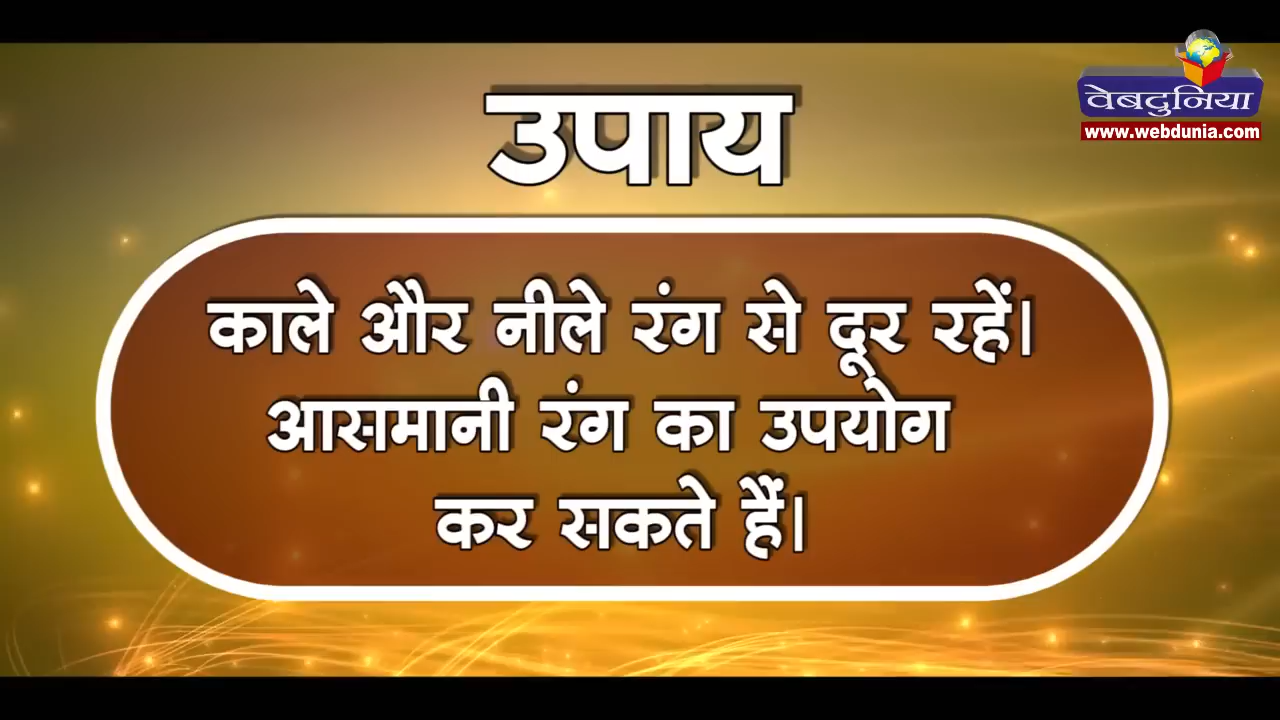 वेबदुनिया
www.webdunia.com
उपाय
काले और नीले रंग से दूर रहें।
आसमानी रंग का उपयोग
कर सकते हैं।